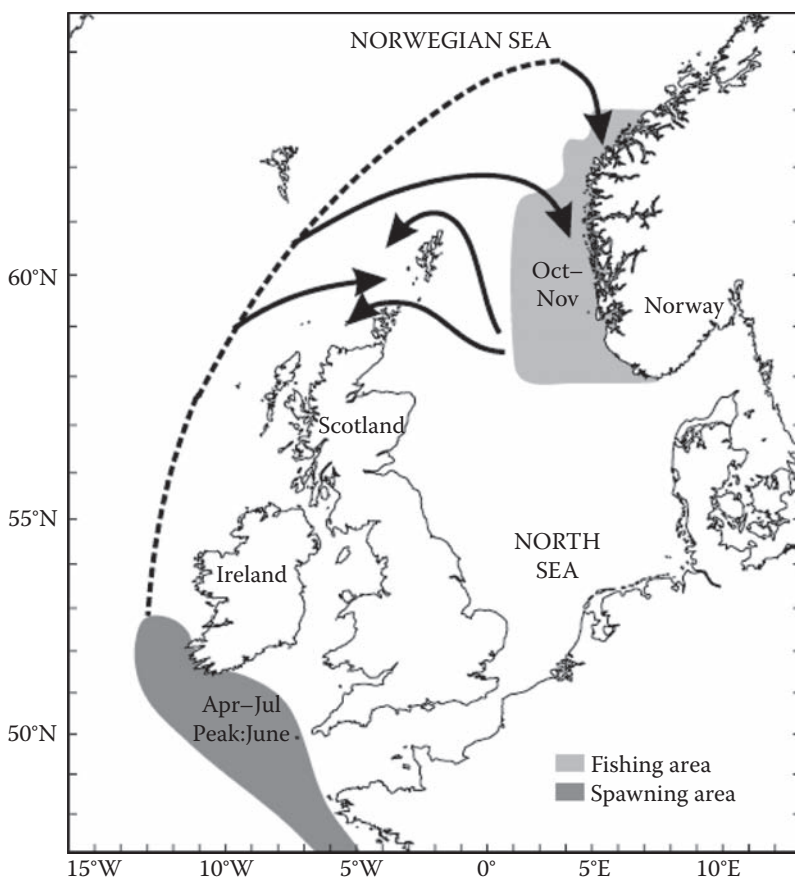 NORWEGIAN SEA
60°N
Oct–
Nov
Norway
Scotland
55°N
NORTH
SEA
Ireland
Apr–Jul
Peak:June
50°N
Fishing area
Spawning area
15°W
10°W
5°W
0°
5°E
10°E